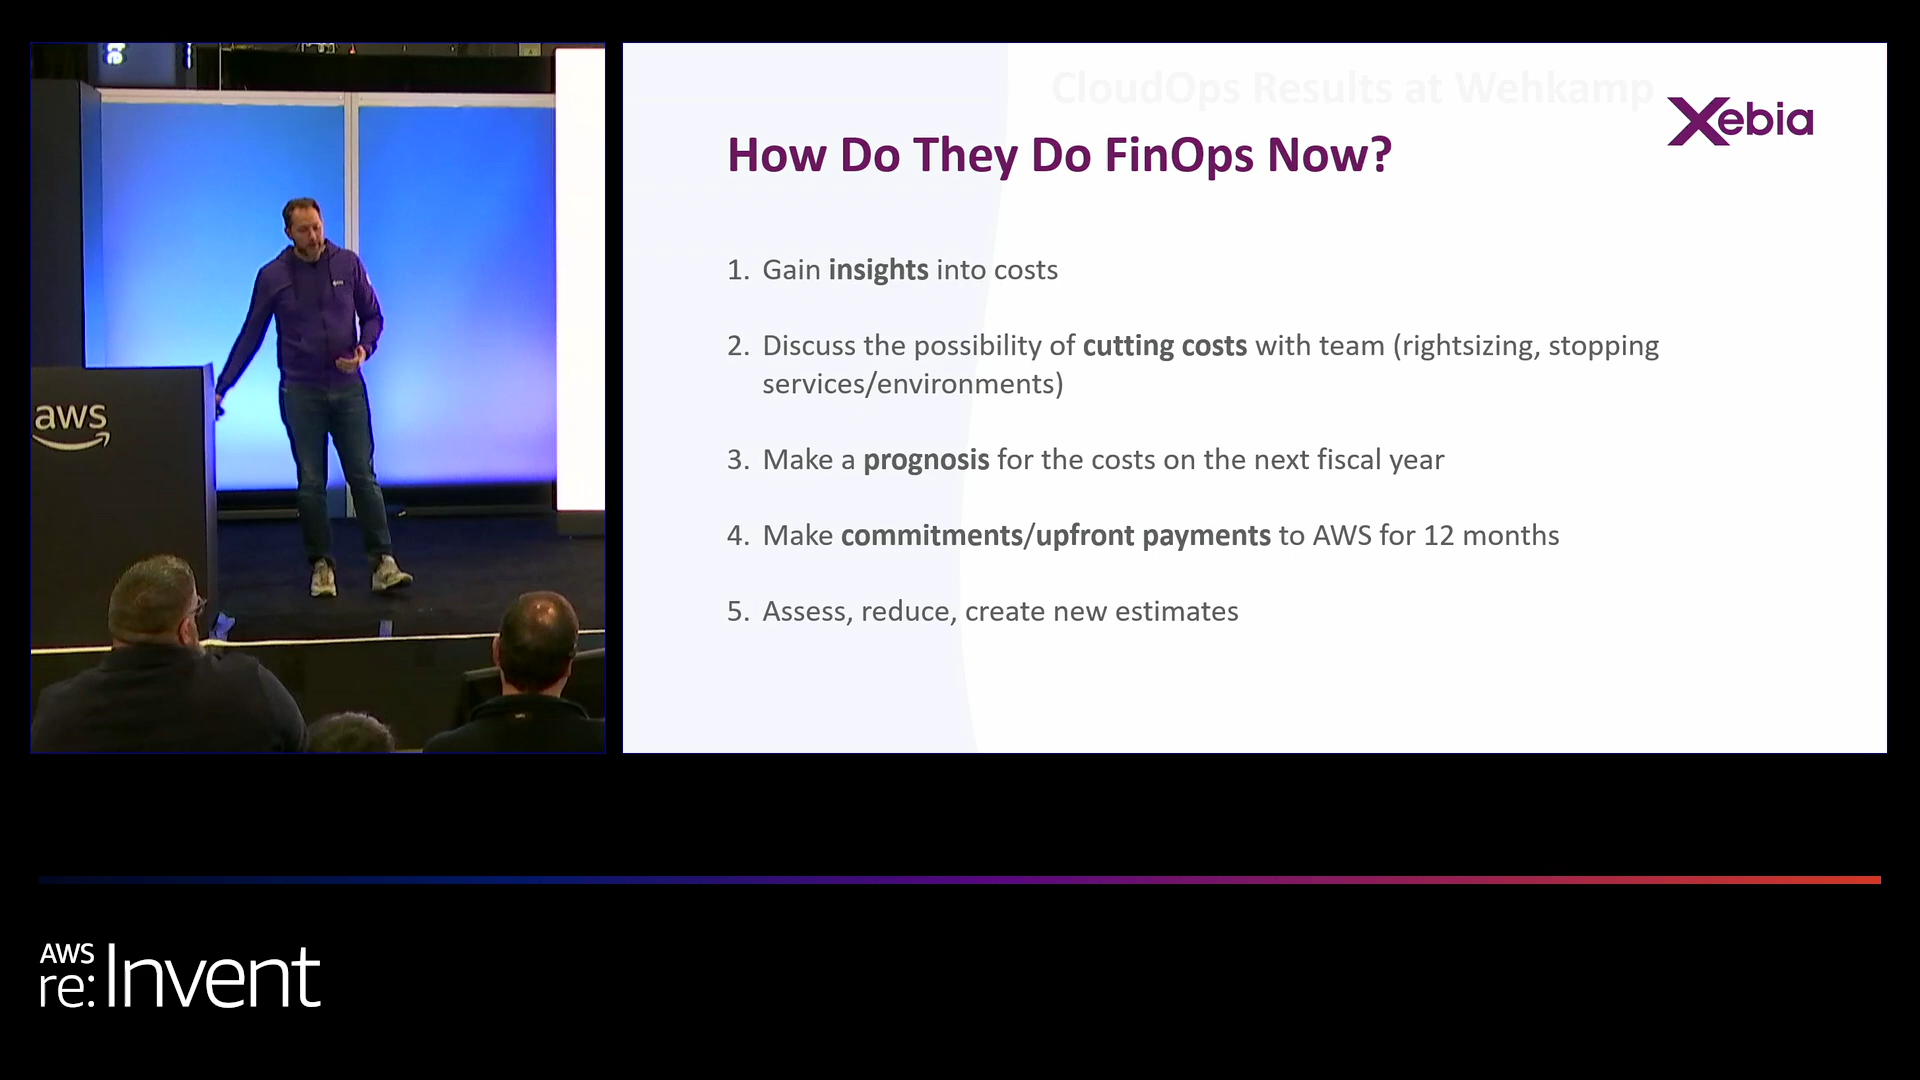 aws
CloudOps Results at Wehkamp
Xebia
How Do They Do FinOps Now?
1. Gain insights into costs
2. Discuss the possibility of cutting costs with team (rightsizing, stopping
services/environments)
3. Make a prognosis for the costs on the next fiscal year
4. Make commitments/upfront payments to AWS for 12 months
5. Assess, reduce, create new estimates
AWS
re:Invent